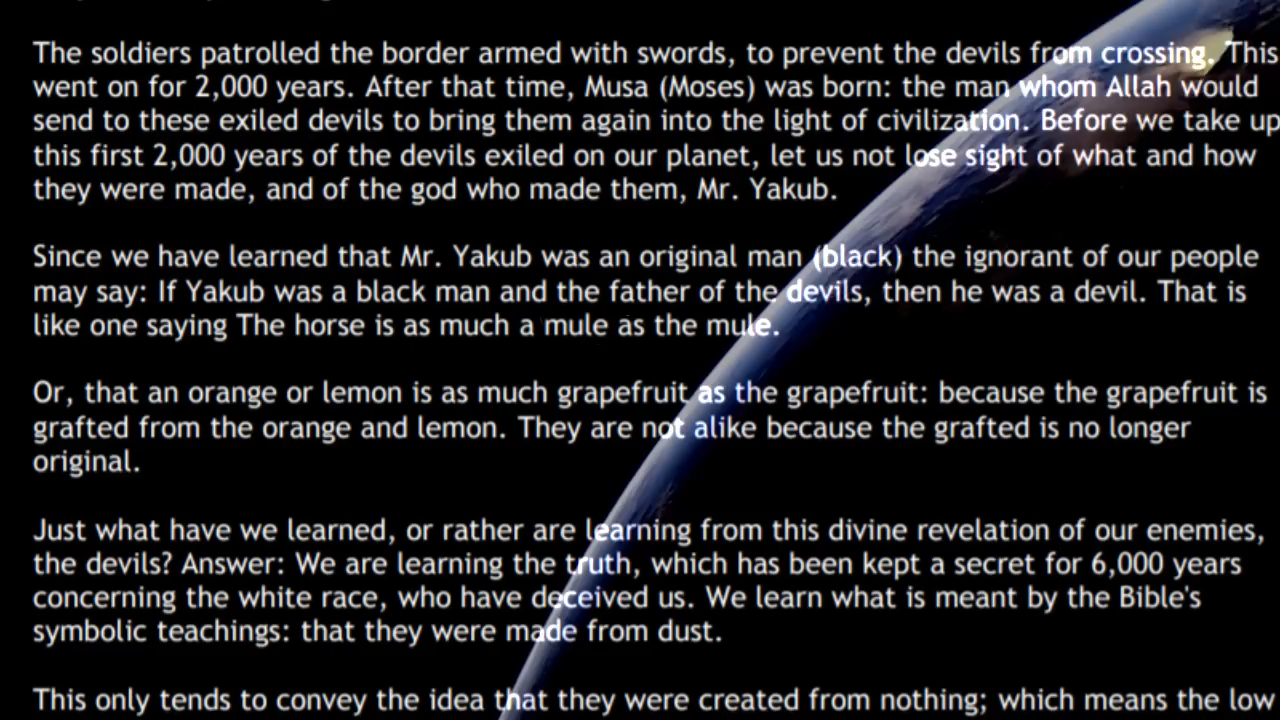 The soldiers patrolled the border armed with swords, to prevent the devils from crossing. This
went on for 2,000 years. After that time, Musa (Moses) was born: the man whom Allah would
send to these exiled devils to bring them again into the light of civilization. Before we take up
this first 2,000 years of the devils exiled on our planet, let us not lose sight of what and how
they were made, and of the god who made them, Mr. Yakub.
Since we have learned that Mr. Yakub was an original man (black) the ignorant of our people
may say: If Yakub was a black man and the father of the devils, then he was a devil. That is
like one saying The horse is as much a mule as the mule.
Or, that an orange or lemon is as much grapefruit as the grapefruit: because the grapefruit is
grafted from the orange and lemon. They are not alike because the grafted is no longer
original.
Just what have we learned, or rather are learning from this divine revelation of our enemies,
the devils? Answer: We are learning the truth, which has been kept a secret for 6,000 years
concerning the white race, who have deceived us. We learn what is meant by the Bible's
symbolic teachings: that they were made from dust.
This only tends to convey the idea that they were created from nothing; which means the low